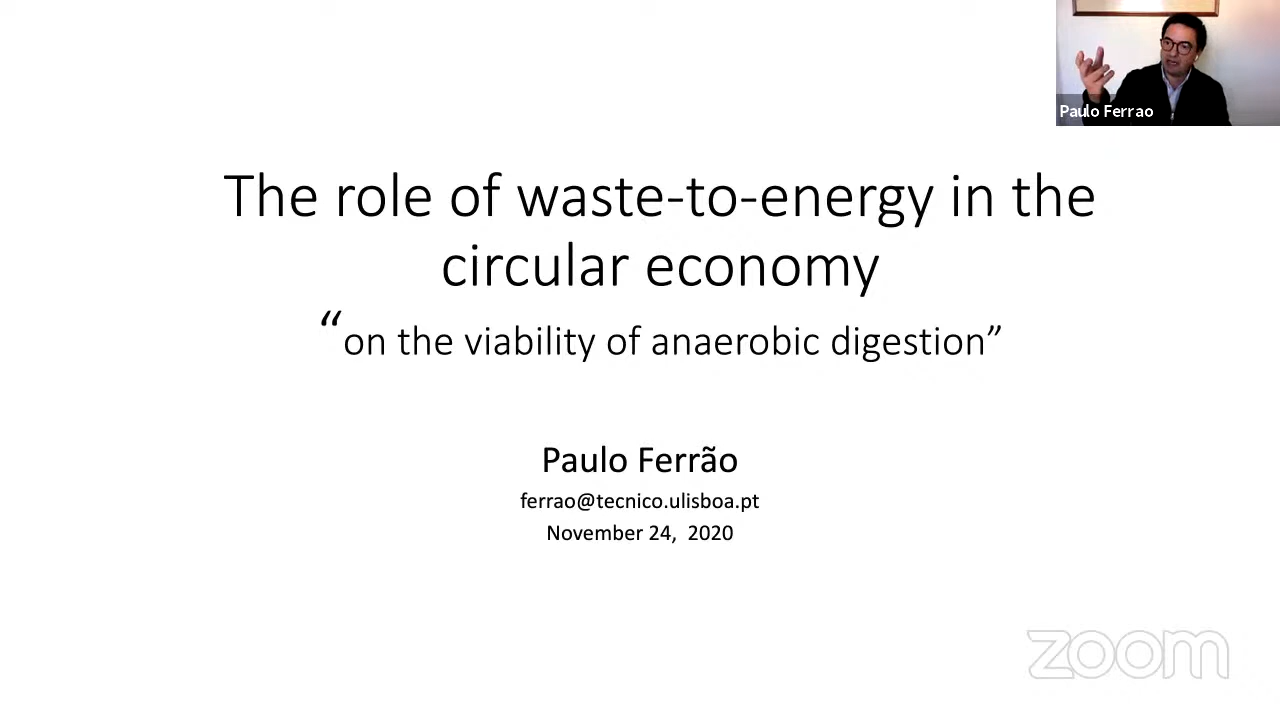 Paulo Ferrao
The role of waste-to-energy in the
circular economy
“on the viability of anaerobic digestion”
Paulo Ferrão
ferrao@tecnico.ulisboa.pt
November 24,  2020
zoom